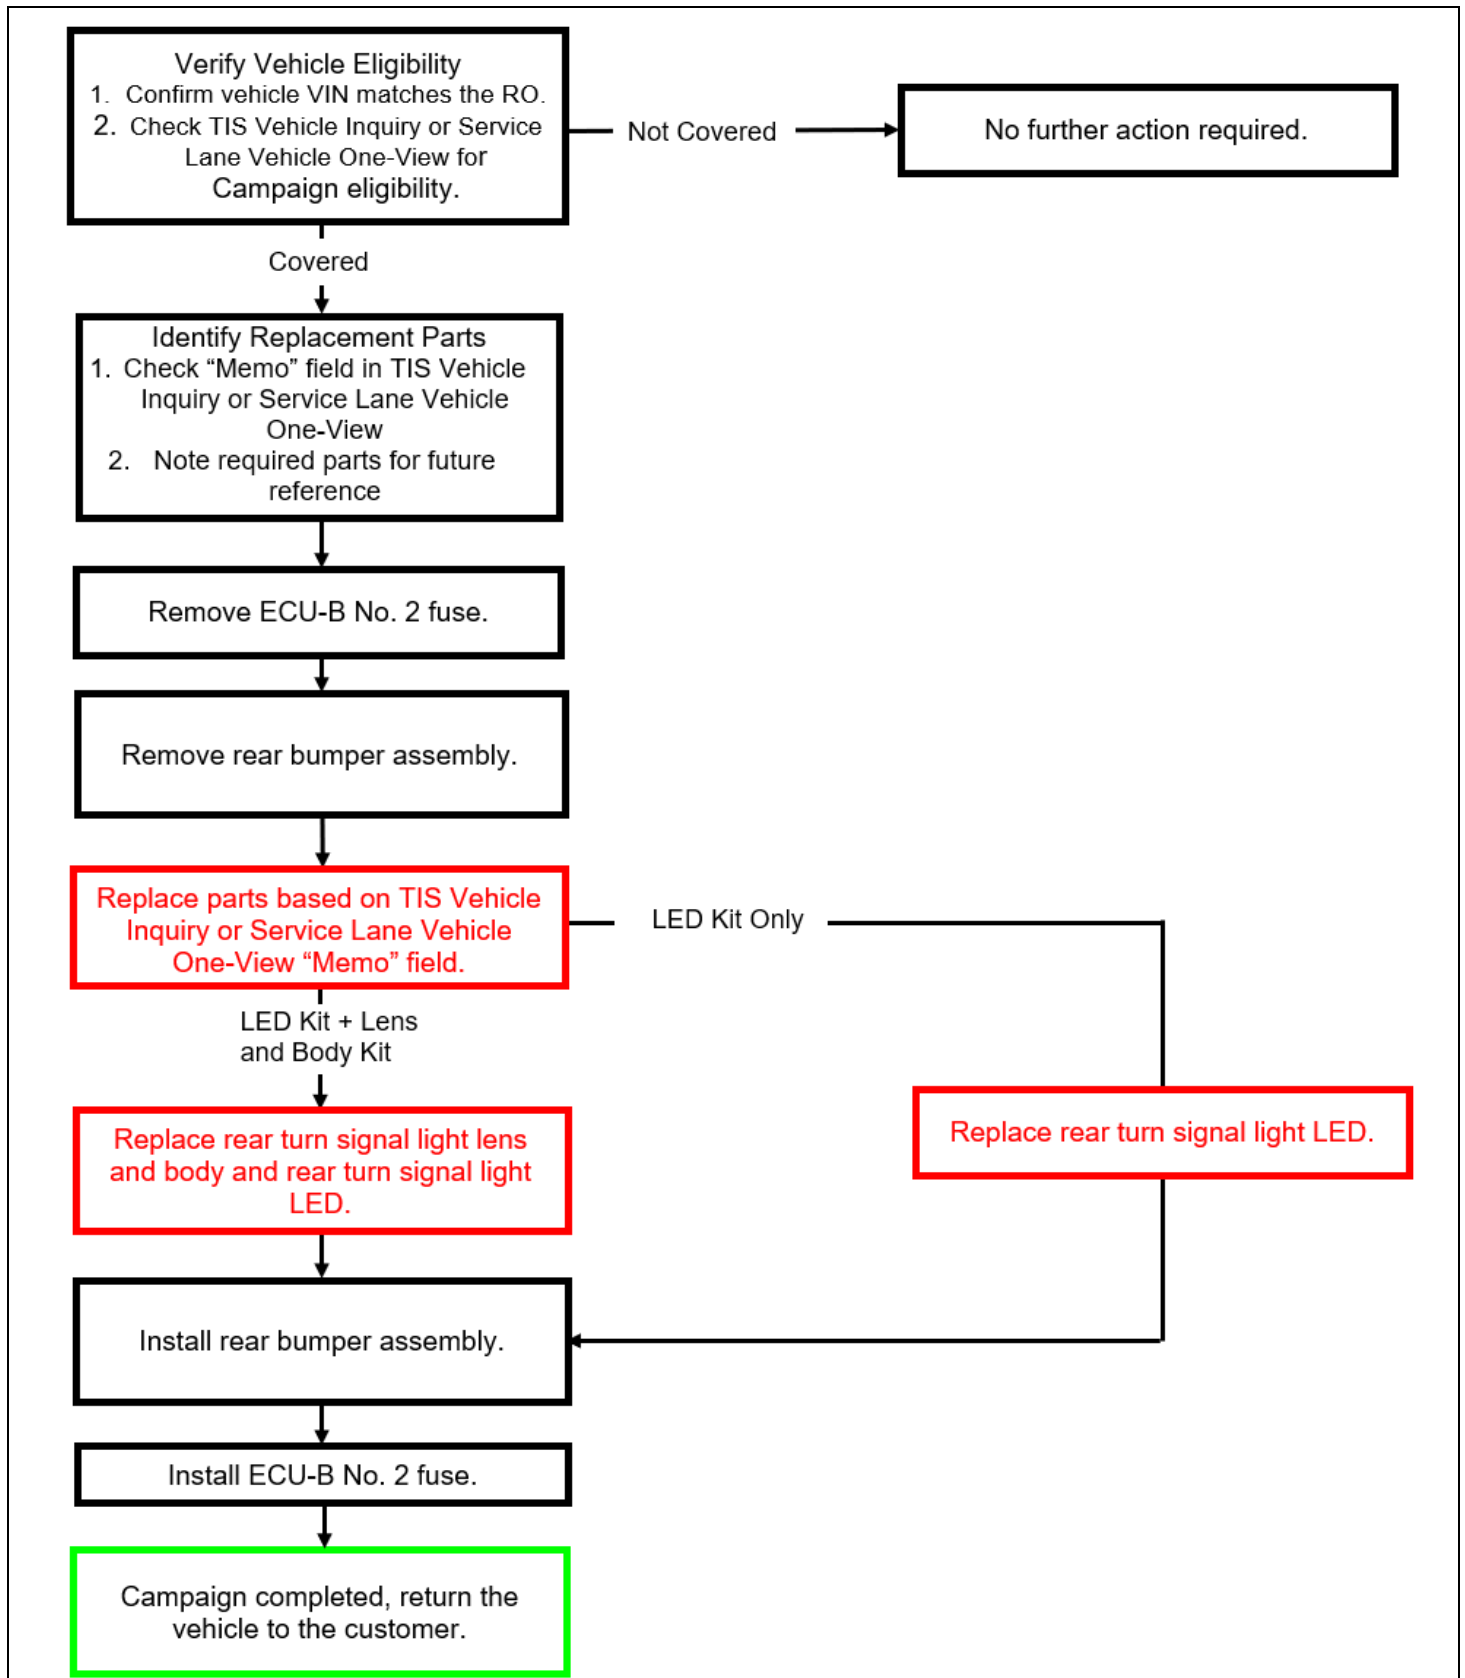 Verify Vehicle Eligibility
1. Confirm vehicle VIN matches the RO.
2. Check TIS Vehicle Inquiry or Service
Lane Vehicle One-View for
Campaign eligibility.
Not Covered
No further action required.
Covered
Identify Replacement Parts
1. Check “Memo” field in TIS Vehicle
Inquiry or Service Lane Vehicle
One-View
2. Note required parts for future
reference
Remove ECU-B No. 2 fuse.
Remove rear bumper assembly.
Replace parts based on TIS Vehicle
Inquiry or Service Lane Vehicle
One-View “Memo” field.
LED Kit Only
LED Kit + Lens
and Body Kit
Replace rear turn signal light lens
and body and rear turn signal light
LED.
Replace rear turn signal light LED.
Install rear bumper assembly.
Install ECU-B No. 2 fuse.
Campaign completed, return the
vehicle to the customer.